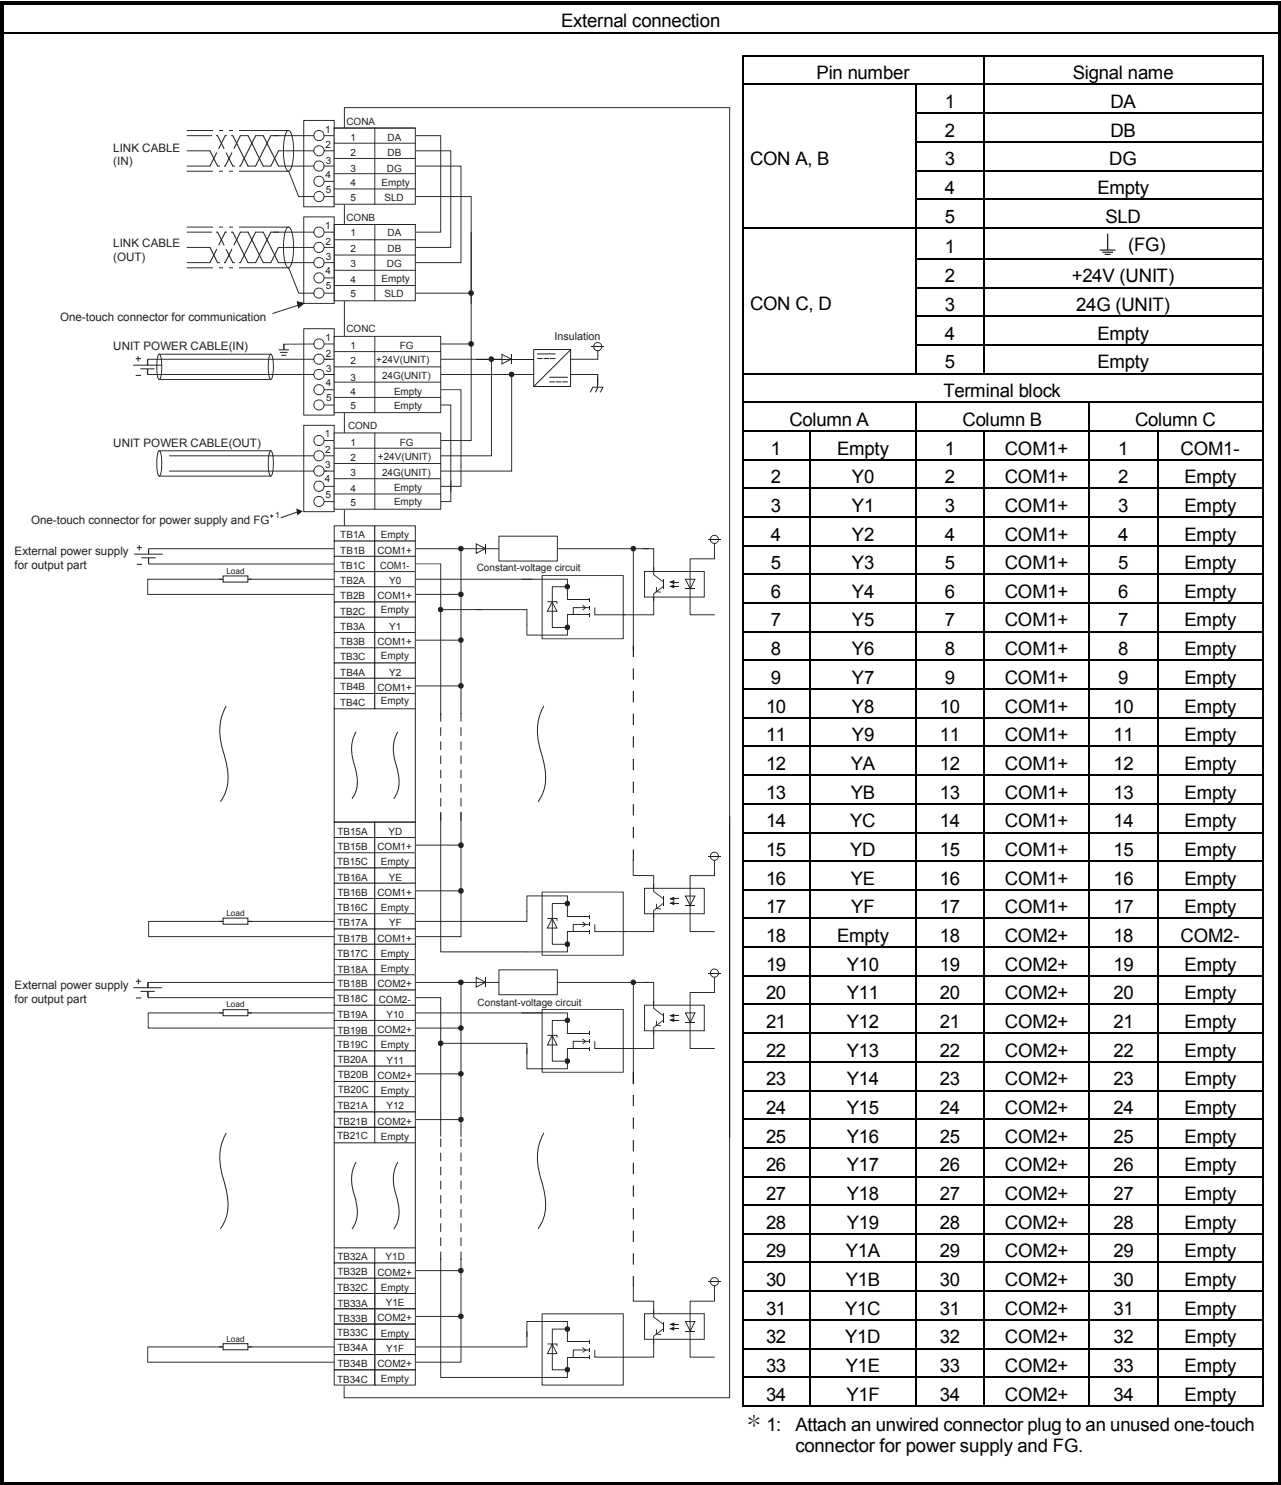 External connection
CONA
1 DA
2 DB
3 DG
4 Empty
5 SLD
1
2
3
4
5
LINK CABLE
(IN)
CONB
1 DA
2 DB
3 DG
4 Empty
5 SLD
1
2
3
4
5
LINK CABLE
(OUT)
One-touch connector for communication
CONC
1 FG
2 +24V(UNIT)
3 24G(UNIT)
4 Empty
5 Empty
1
2
3
4
5
UNIT POWER CABLE(IN)
+
-
Insulation
COND
1 FG
2 +24V(UNIT)
3 24G(UNIT)
4 Empty
5 Empty
1
2
3
4
5
UNIT POWER CABLE(OUT)
One-touch connector for power supply and FG*1
TB1A Empty
TB1B COM1+
TB1C COM1-
TB2A Y0
TB2B COM1+
TB2C Empty
TB3A Y1
TB3B COM1+
TB3C Empty
TB4A Y2
TB4B COM1+
TB4C Empty
External power supply + -
for output part
Load
Constant-voltage circuit
TB15A YD
TB15B COM1+
TB15C Empty
TB16A YE
TB16B COM1+
TB16C Empty
TB17A YF
TB17B COM1+
TB17C Empty
Load
TB18A Empty
TB18B COM2+
TB18C COM2-
TB19A Y10
TB19B COM2+
TB19C Empty
TB20A Y11
TB20B COM2+
TB20C Empty
TB21A Y12
TB21B COM2+
TB21C Empty
External power supply + -
for output part
Load
Constant-voltage circuit
TB32A Y1D
TB32B COM2+
TB32C Empty
TB33A Y1E
TB33B COM2+
TB33C Empty
TB34A Y1F
TB34B COM2+
TB34C Empty
Load
Pin number Signal name
CON A, B
1 DA
2 DB
3 DG
4 Empty
5 SLD
CON C, D
1 ⏚ (FG)
2 +24V (UNIT)
3 24G (UNIT)
4 Empty
5 Empty
Terminal block
Column A Column B Column C
1 Empty 1 COM1+ 1 COM1-
2 Y0 2 COM1+ 2 Empty
3 Y1 3 COM1+ 3 Empty
4 Y2 4 COM1+ 4 Empty
5 Y3 5 COM1+ 5 Empty
6 Y4 6 COM1+ 6 Empty
7 Y5 7 COM1+ 7 Empty
8 Y6 8 COM1+ 8 Empty
9 Y7 9 COM1+ 9 Empty
10 Y8 10 COM1+ 10 Empty
11 Y9 11 COM1+ 11 Empty
12 YA 12 COM1+ 12 Empty
13 YB 13 COM1+ 13 Empty
14 YC 14 COM1+ 14 Empty
15 YD 15 COM1+ 15 Empty
16 YE 16 COM1+ 16 Empty
17 YF 17 COM1+ 17 Empty
18 Empty 18 COM2+ 18 COM2-
19 Y10 19 COM2+ 19 Empty
20 Y11 20 COM2+ 20 Empty
21 Y12 21 COM2+ 21 Empty
22 Y13 22 COM2+ 22 Empty
23 Y14 23 COM2+ 23 Empty
24 Y15 24 COM2+ 24 Empty
25 Y16 25 COM2+ 25 Empty
26 Y17 26 COM2+ 26 Empty
27 Y18 27 COM2+ 27 Empty
28 Y19 28 COM2+ 28 Empty
29 Y1A 29 COM2+ 29 Empty
30 Y1B 30 COM2+ 30 Empty
31 Y1C 31 COM2+ 31 Empty
32 Y1D 32 COM2+ 32 Empty
33 Y1E 33 COM2+ 33 Empty
34 Y1F 34 COM2+ 34 Empty
* 1: Attach an unwired connector plug to an unused one-touch
connector for power supply and FG.